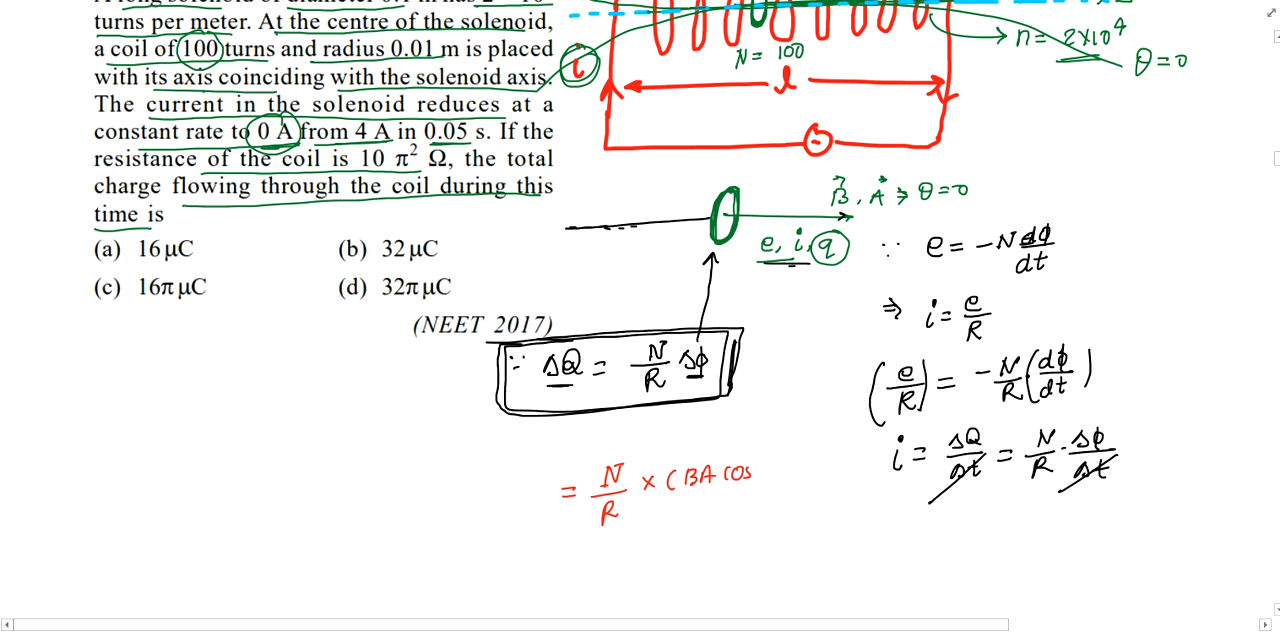 turns per meter. At the centre of the solenoid,
a coil of 100 turns and radius 0.01 m is placed
with its axis coinciding with the solenoid axis.
The current in the solenoid reduces at a
constant rate to 0 A from 4 A in 0.05 s. If the
resistance of the coil is 10 π² Ω, the total
charge flowing through the coil during this
time is
(a) 16 μC (b) 32 μC
(c) 16π μC (d) 32π μC
(NEET 2017)
N = 100
n = 2×10⁴
θ = 0
i
l
B⃗, A⃗ ⇒ θ = 0
e, i, q
∵ e = -N dφ/dt
⇒ i = e/R
(e/R) = -N/R (dφ/dt)
i = ΔQ/Δt = N/R · Δφ/Δt
∵ ΔQ = N/R Δφ
= N/R × (BA cos